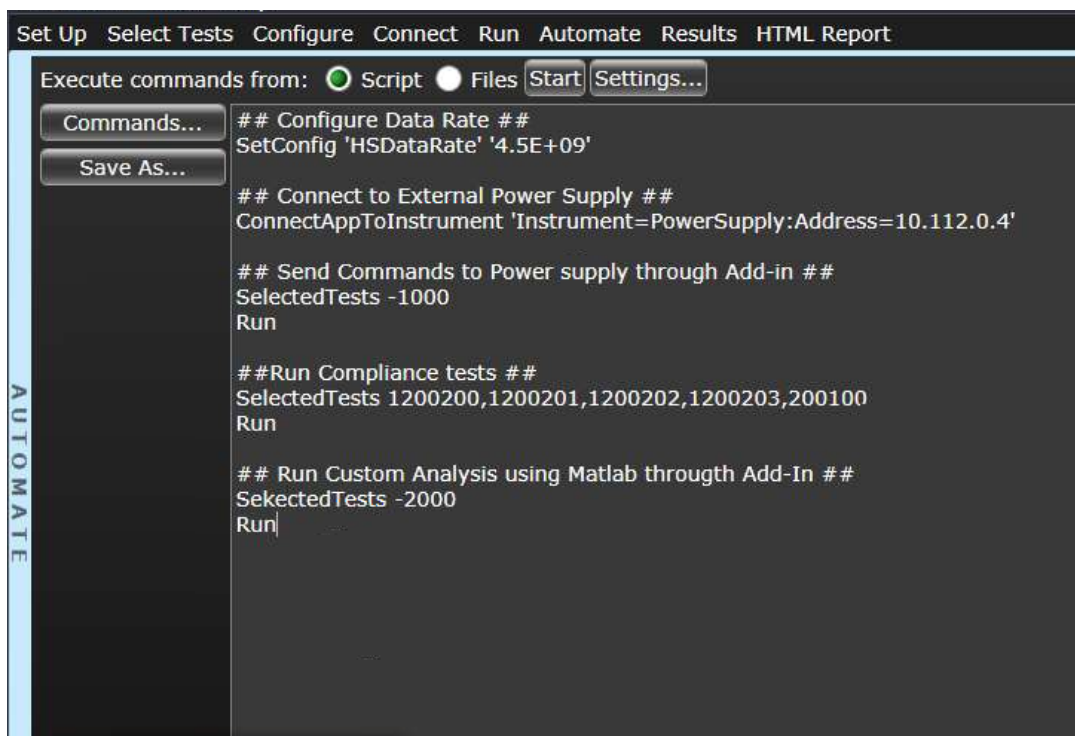 Set Up Select Tests Configure Connect Run Automate Results HTML Report
Execute commands from: Script Files Start Settings...
Commands...
Save As...
## Configure Data Rate ##
SetConfig 'HSDataRate' '4.5E+09'
## Connect to External Power Supply ##
ConnectAppToInstrument 'Instrument=PowerSupply:Address=10.112.0.4'
## Send Commands to Power supply through Add-in ##
SelectedTests -1000
Run
##Run Compliance tests ##
SelectedTests 1200200,1200201,1200202,1200203,200100
Run
## Run Custom Analysis using Matlab througth Add-In ##
SekectedTests -2000
Run
AUTOMATE